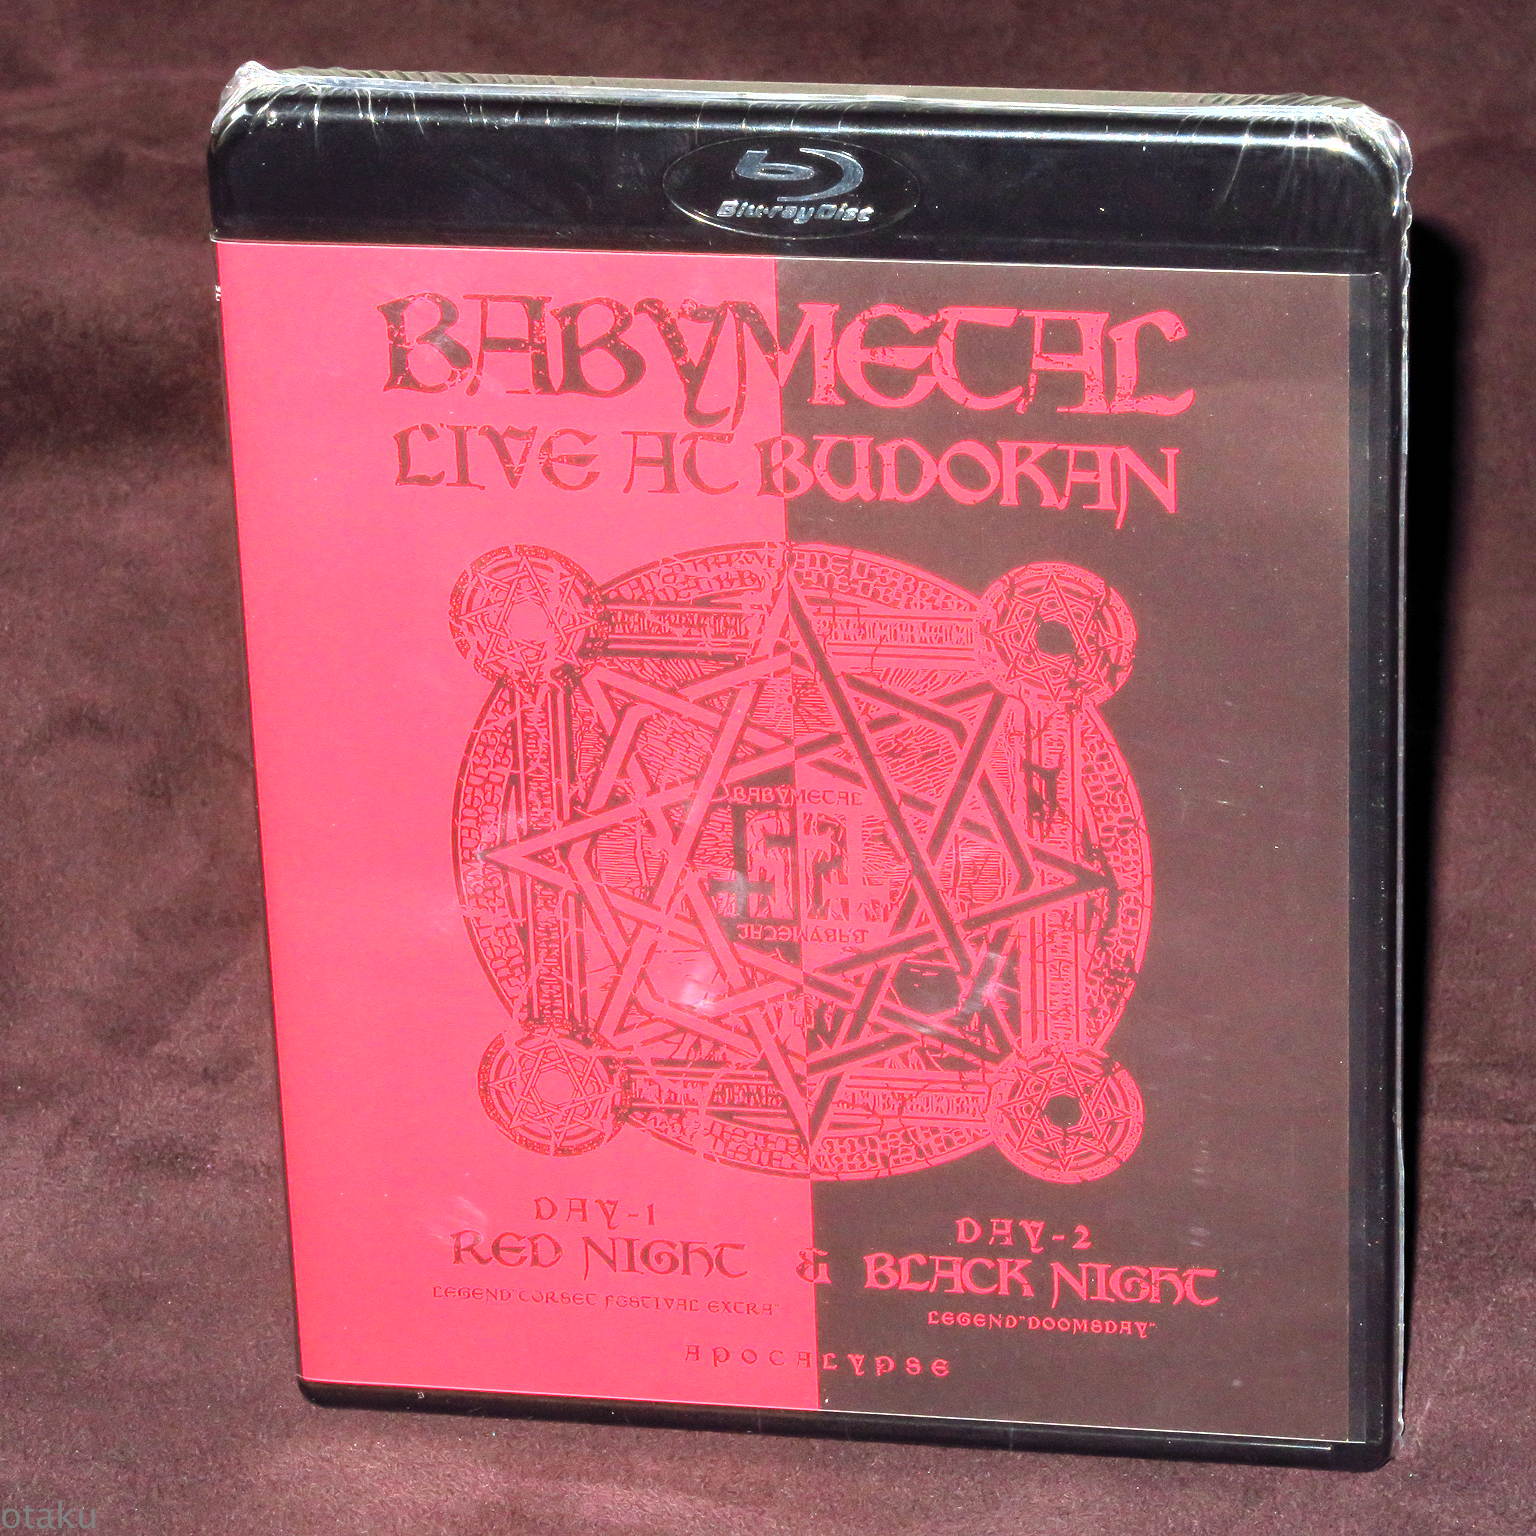 Blu-ray Disc
BABYMETAL
LIVE AT BUDOKAN
BABYMETAL
BABYMETAL
DAY-1
RED NIGHT & BLACK NIGHT
LEGEND "CORSET FESTIVAL EXTRA"
DAY-2
LEGEND "DOOMSDAY"
APOCALYPSE
otaku